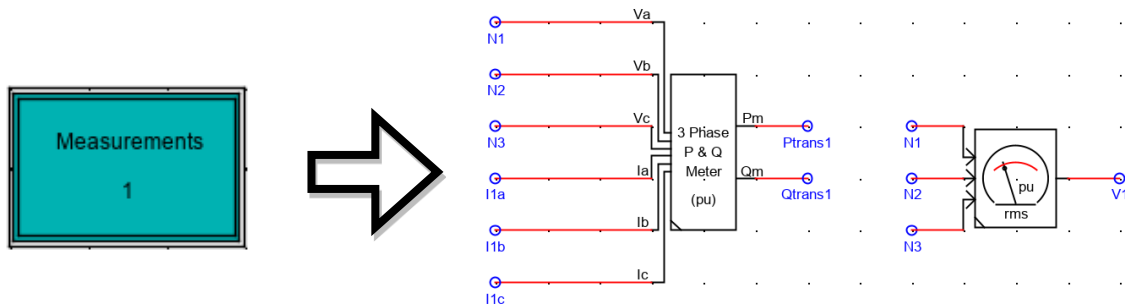 Measurements
1
Va
N1
Vb
N2
Vc
N3
Ia
I1a
Ib
I1b
Ic
I1c
3 Phase
P & Q
Meter
(pu)
Pm
Ptrans1
Qm
Qtrans1
N1
N2
N3
pu
rms
V1